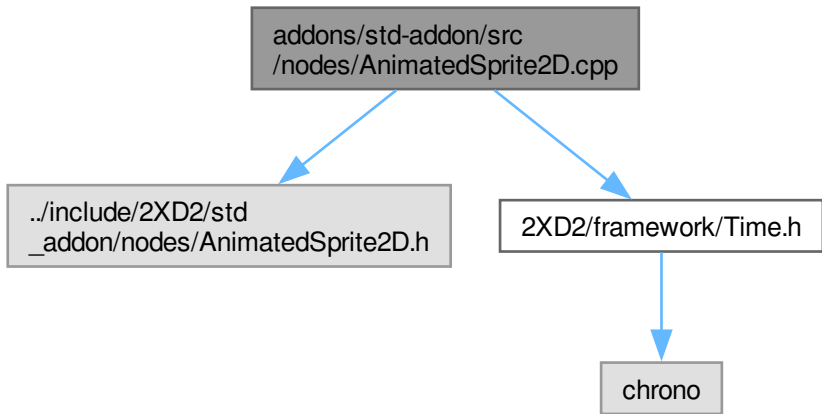 addons/std-addon/src
/nodes/AnimatedSprite2D.cpp
../include/2XD2/std
_addon/nodes/AnimatedSprite2D.h
2XD2/framework/Time.h
chrono